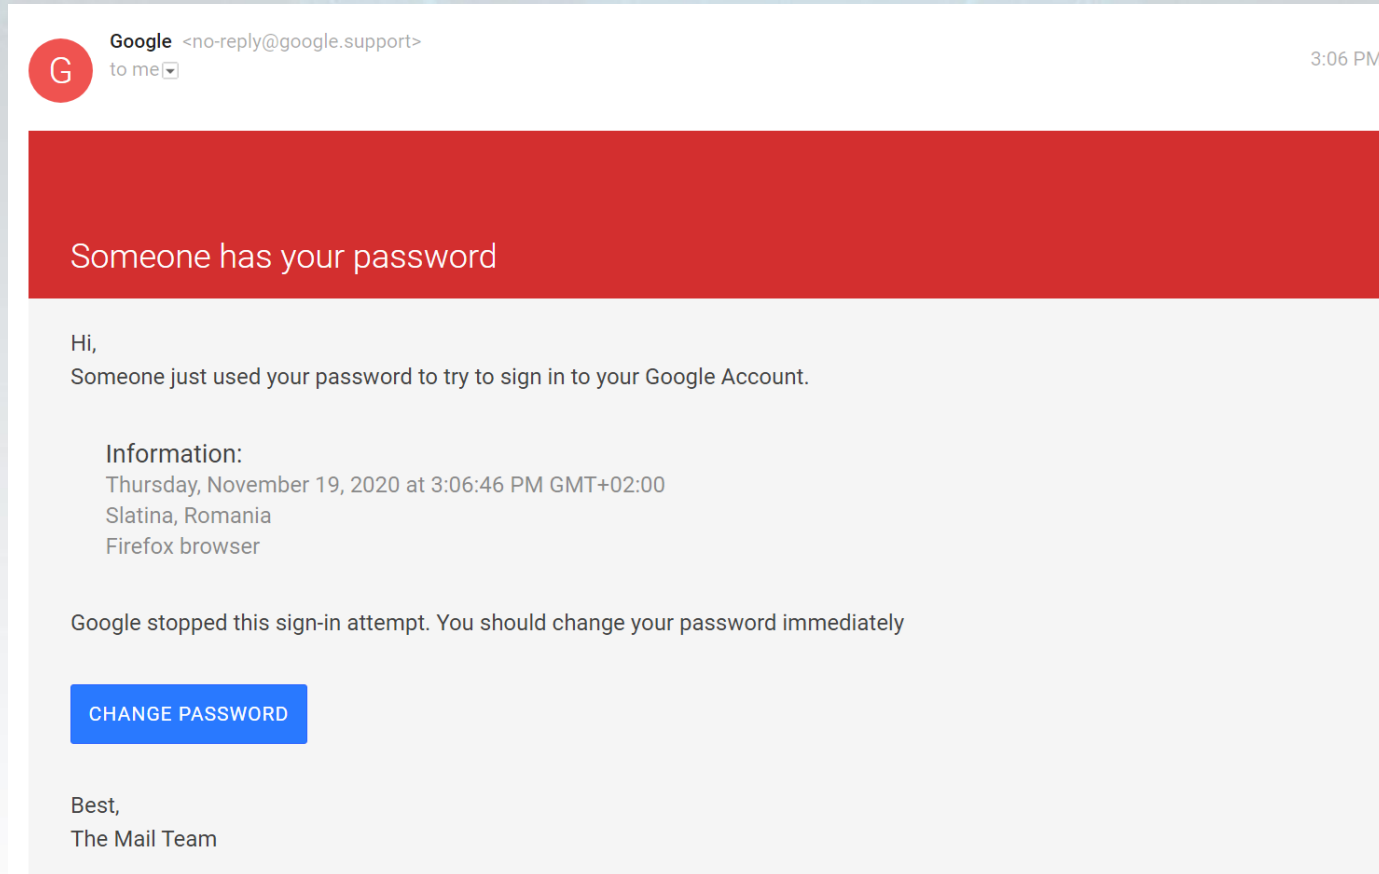 G
Google <no-reply@google.support>
to me
3:06 PM
Someone has your password
Hi,
Someone just used your password to try to sign in to your Google Account.
Information:
Thursday, November 19, 2020 at 3:06:46 PM GMT+02:00
Slatina, Romania
Firefox browser
Google stopped this sign-in attempt. You should change your password immediately
CHANGE PASSWORD
Best,
The Mail Team